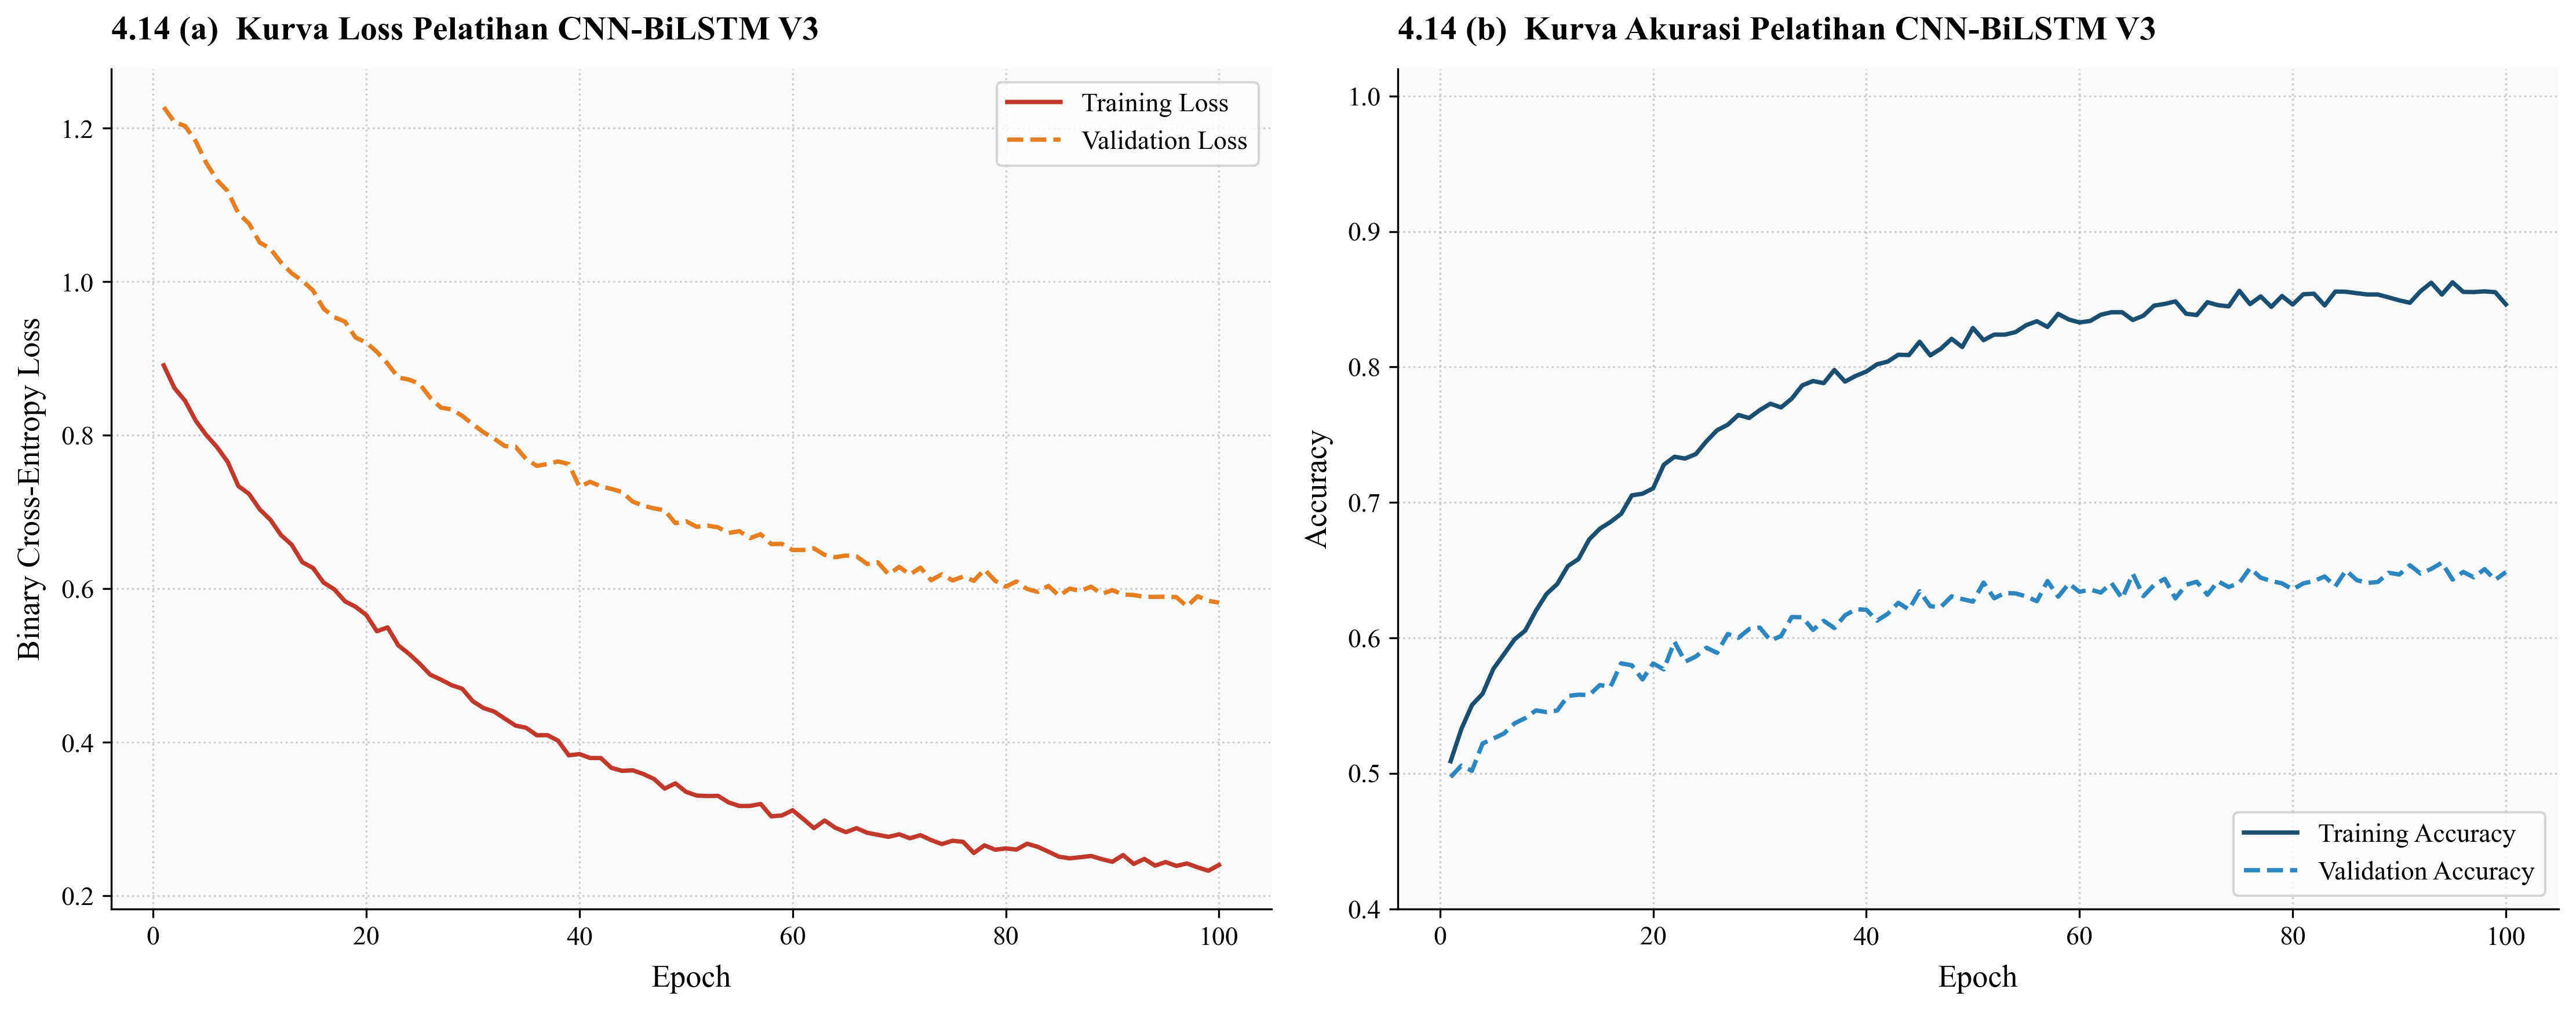 4.14 (a) Kurva Loss Pelatihan CNN-BiLSTM V3
Training Loss
Validation Loss
1.2
1.0
0.8
0.6
0.4
0.2
Binary Cross-Entropy Loss
0 20 40 60 80 100
Epoch
4.14 (b) Kurva Akurasi Pelatihan CNN-BiLSTM V3
1.0
0.9
0.8
0.7
0.6
0.5
0.4
Accuracy
Training Accuracy
Validation Accuracy
0 20 40 60 80 100
Epoch